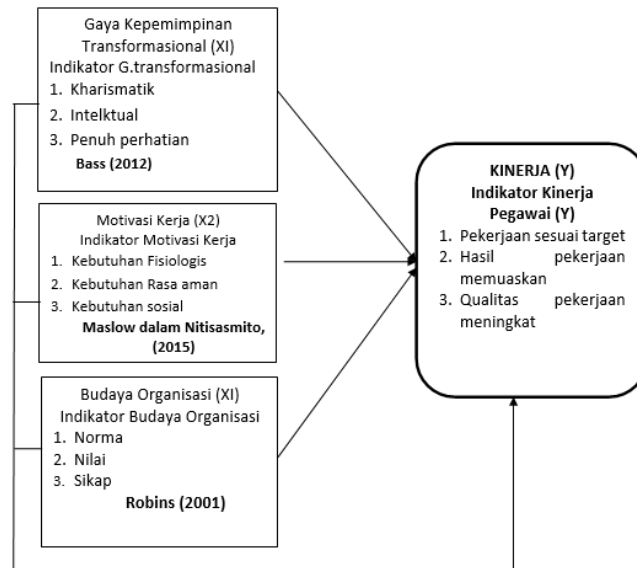 Gaya Kepemimpinan
Transformasional (XI)
Indikator G.transformasional
1. Kharismatik
2. Intelktual
3. Penuh perhatian
Bass (2012)
Motivasi Kerja (X2)
Indikator Motivasi Kerja
1. Kebutuhan Fisiologis
2. Kebutuhan Rasa aman
3. Kebutuhan sosial
Maslow dalam Nitisasmito,
(2015)
Budaya Organisasi (XI)
Indikator Budaya Organisasi
1. Norma
2. Nilai
3. Sikap
Robins (2001)
KINERJA (Y)
Indikator Kinerja
Pegawai (Y)
1. Pekerjaan sesuai target
2. Hasil pekerjaan
memuaskan
3. Qualitas pekerjaan
meningkat